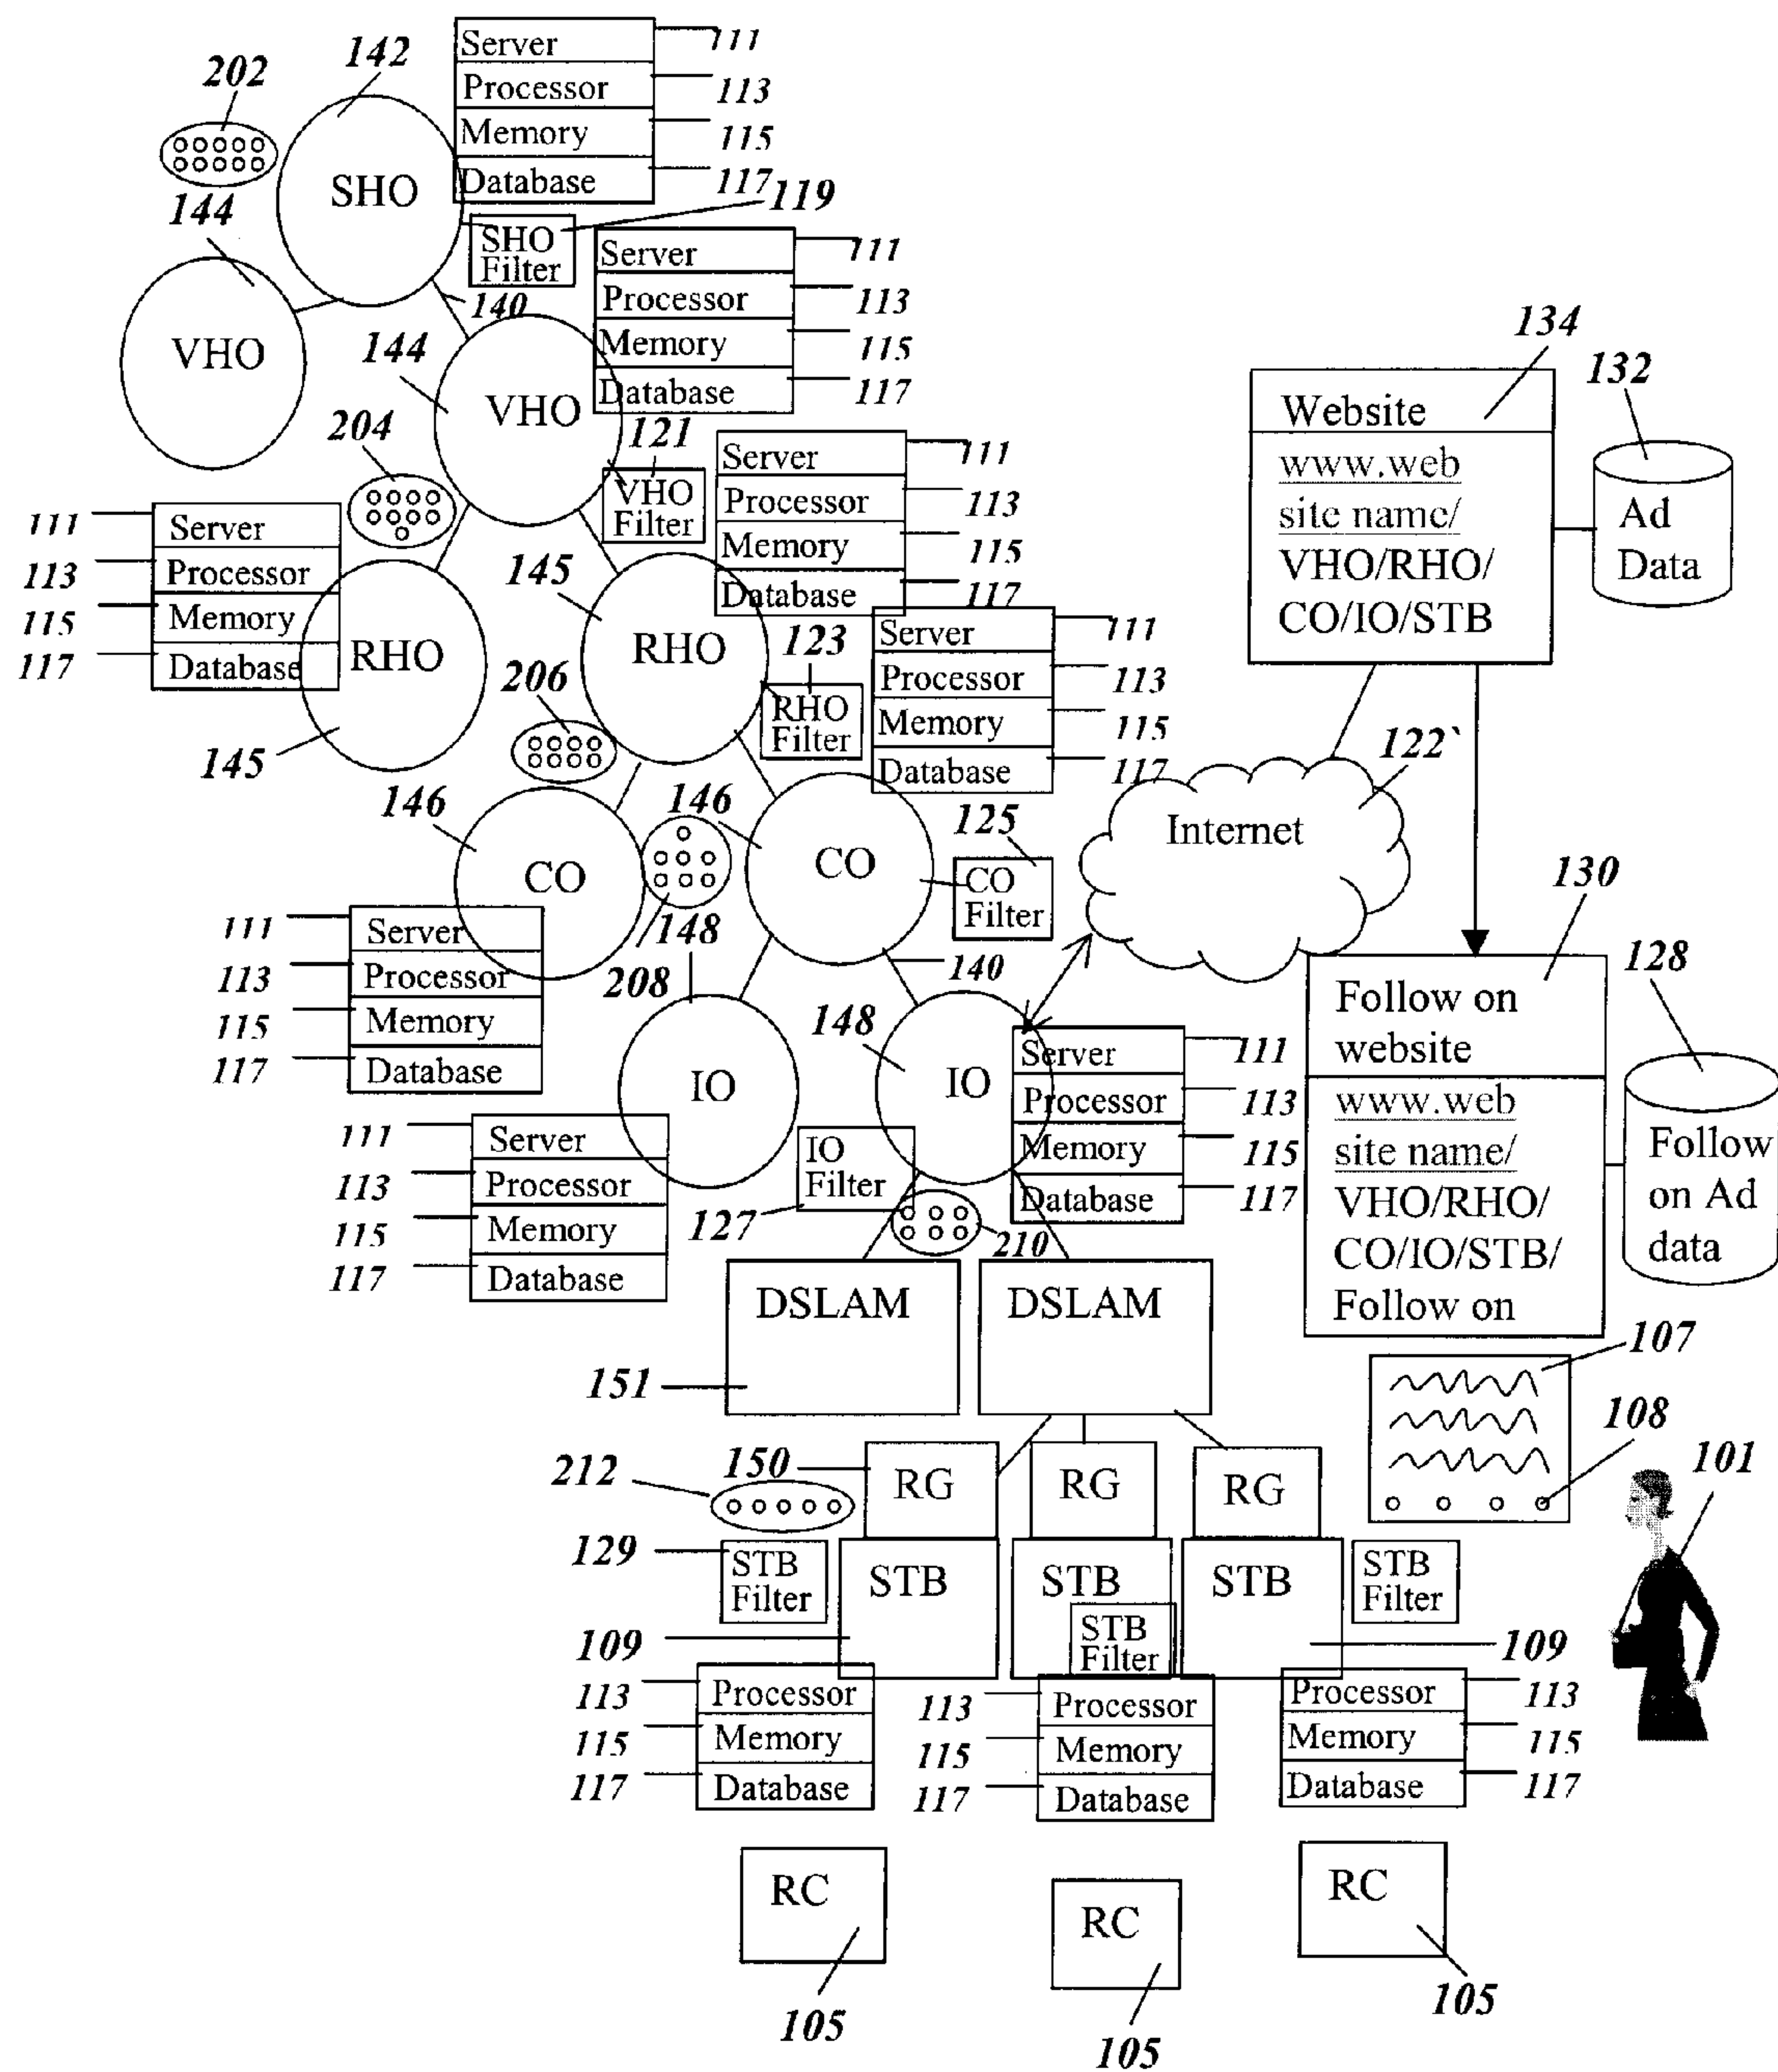 142
Server
111
202
Processor
113
Memory
115
SHO
Database
117
119
144
SHO
Filter
Server
111
140
Processor
113
VHO
144
Memory
115
134
Database
117
132
VHO
Website
204
121
Server
111
www.web
VHO
Filter
Processor
113
site name/
Ad
Data
111
Server
Memory
115
VHO/RHO/
113
Processor
145
Database
117
CO/IO/STB
115
Memory
RHO
RHO
123
Server
111
117
Database
206
Processor
113
RHO
Filter
Memory
115
122`
145
Database
117
146
146
125
Internet
CO
CO
CO
Filter
130
111
Server
148
128
113
Processor
208
140
Follow on
website
115
Memory
148
Server
111
117
Database
IO
IO
Processor
113
www.web
111
Server
IO
Filter
Memory
115
site name/
Follow
on Ad
data
113
Processor
Database
117
VHO/RHO/
115
Memory
127
210
CO/IO/STB/
117
Database
Follow on
DSLAM
DSLAM
107
151
108
212
150
RG
RG
RG
101
129
STB
Filter
STB
STB
STB
STB
Filter
STB
Filter
109
109
113
Processor
113
Processor
Processor
113
115
Memory
115
Memory
Memory
115
117
Database
117
Database
Database
117
RC
RC
RC
105
105
105